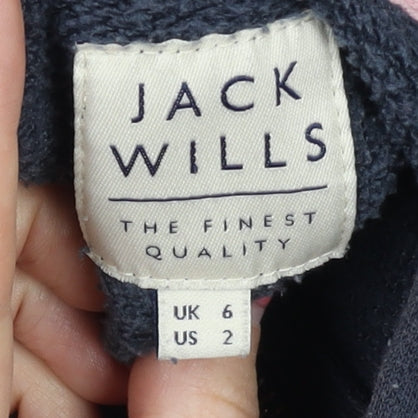 JACK
WILLS
THE FINEST
QUALITY
UK 6
US 2